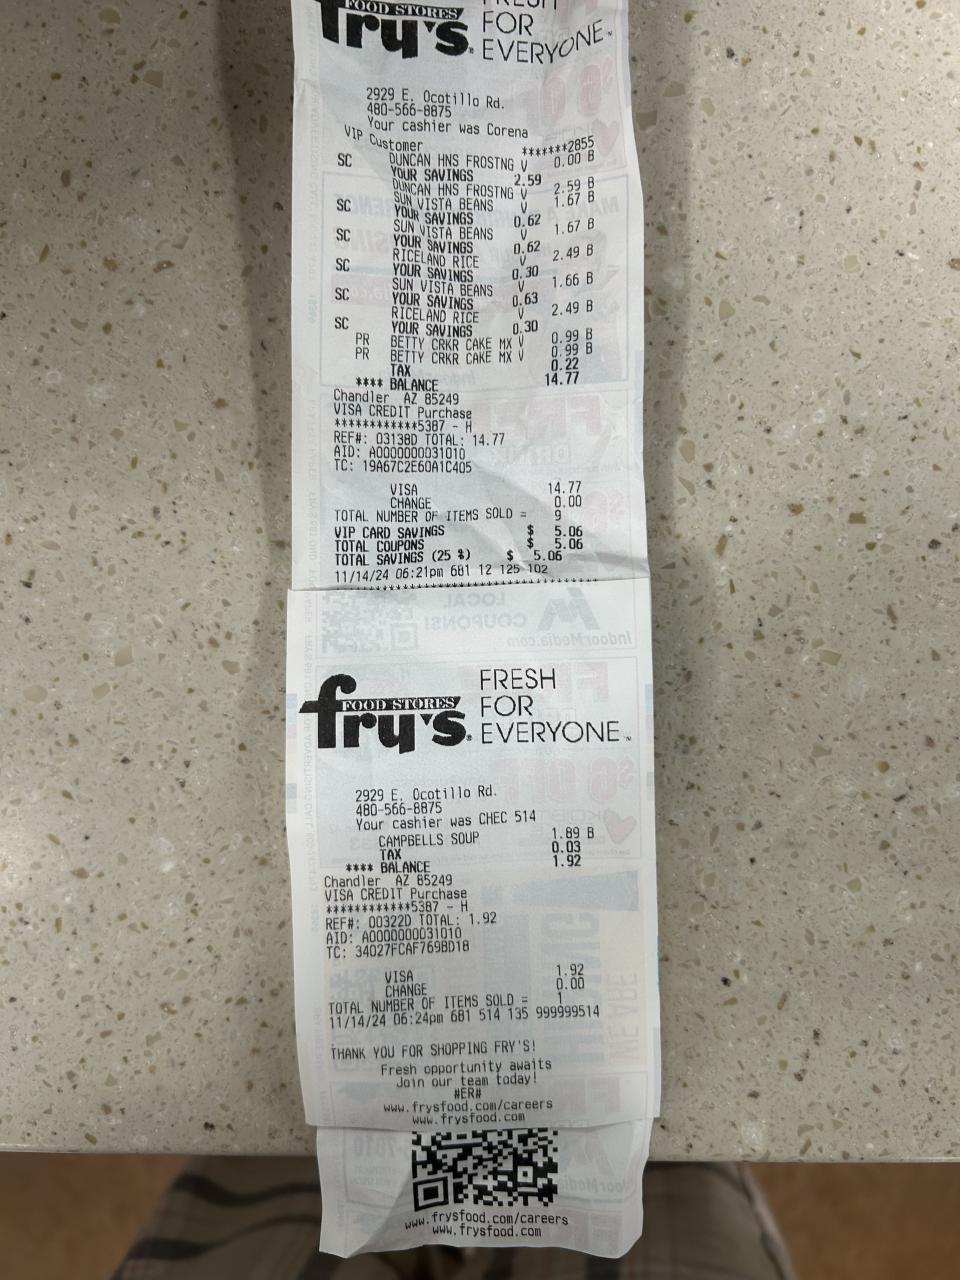 FOOD STORES
fry's. FRESH
FOR
EVERYONE™
2929 E. Ocotillo Rd.
480-566-8875
Your cashier was Corena
VIP Customer *******2855
SC DUNCAN HNS FROSTNG V 0.00 B
YOUR SAVINGS 2.59
DUNCAN HNS FROSTNG V 2.59 B
SUN VISTA BEANS V 1.67 B
SC YOUR SAVINGS 0.62
SUN VISTA BEANS V 1.67 B
SC YOUR SAVINGS 0.62
RICELAND RICE V 2.49 B
SC YOUR SAVINGS 0.30
SUN VISTA BEANS V 1.66 B
SC YOUR SAVINGS 0.63
RICELAND RICE V 2.49 B
SC YOUR SAVINGS 0.30
PR BETTY CRKR CAKE MX V 0.99 B
PR BETTY CRKR CAKE MX V 0.99 B
TAX 0.22
**** BALANCE 14.77
Chandler AZ 85249
VISA CREDIT Purchase
************5387 - H
REF#: 03138D TOTAL: 14.77
AID: A0000000031010
TC: 19A67C2E60A1C405
VISA 14.77
CHANGE 0.00
TOTAL NUMBER OF ITEMS SOLD = 9
VIP CARD SAVINGS $ 5.06
TOTAL COUPONS $ 5.06
TOTAL SAVINGS (25 %) $ 5.06
11/14/24 06:21pm 681 12 125 102
LOCAL
COUPONS!
IndoorMedia.com
FOOD STORES
fry's. FRESH
FOR
EVERYONE™
2929 E. Ocotillo Rd.
480-566-8875
Your cashier was CHEC 514
CAMPBELLS SOUP 1.89 B
TAX 0.03
**** BALANCE 1.92
Chandler AZ 85249
VISA CREDIT Purchase
************5387 - H
REF#: 00322D TOTAL: 1.92
AID: A0000000031010
TC: 34027FCAF769BD18
VISA 1.92
CHANGE 0.00
TOTAL NUMBER OF ITEMS SOLD = 1
11/14/24 06:24pm 681 514 135 999999514
THANK YOU FOR SHOPPING FRY'S!
Fresh opportunity awaits
Join our team today!
#ER#
www.frysfood.com/careers
www.frysfood.com
www.frysfood.com/careers
www.frysfood.com